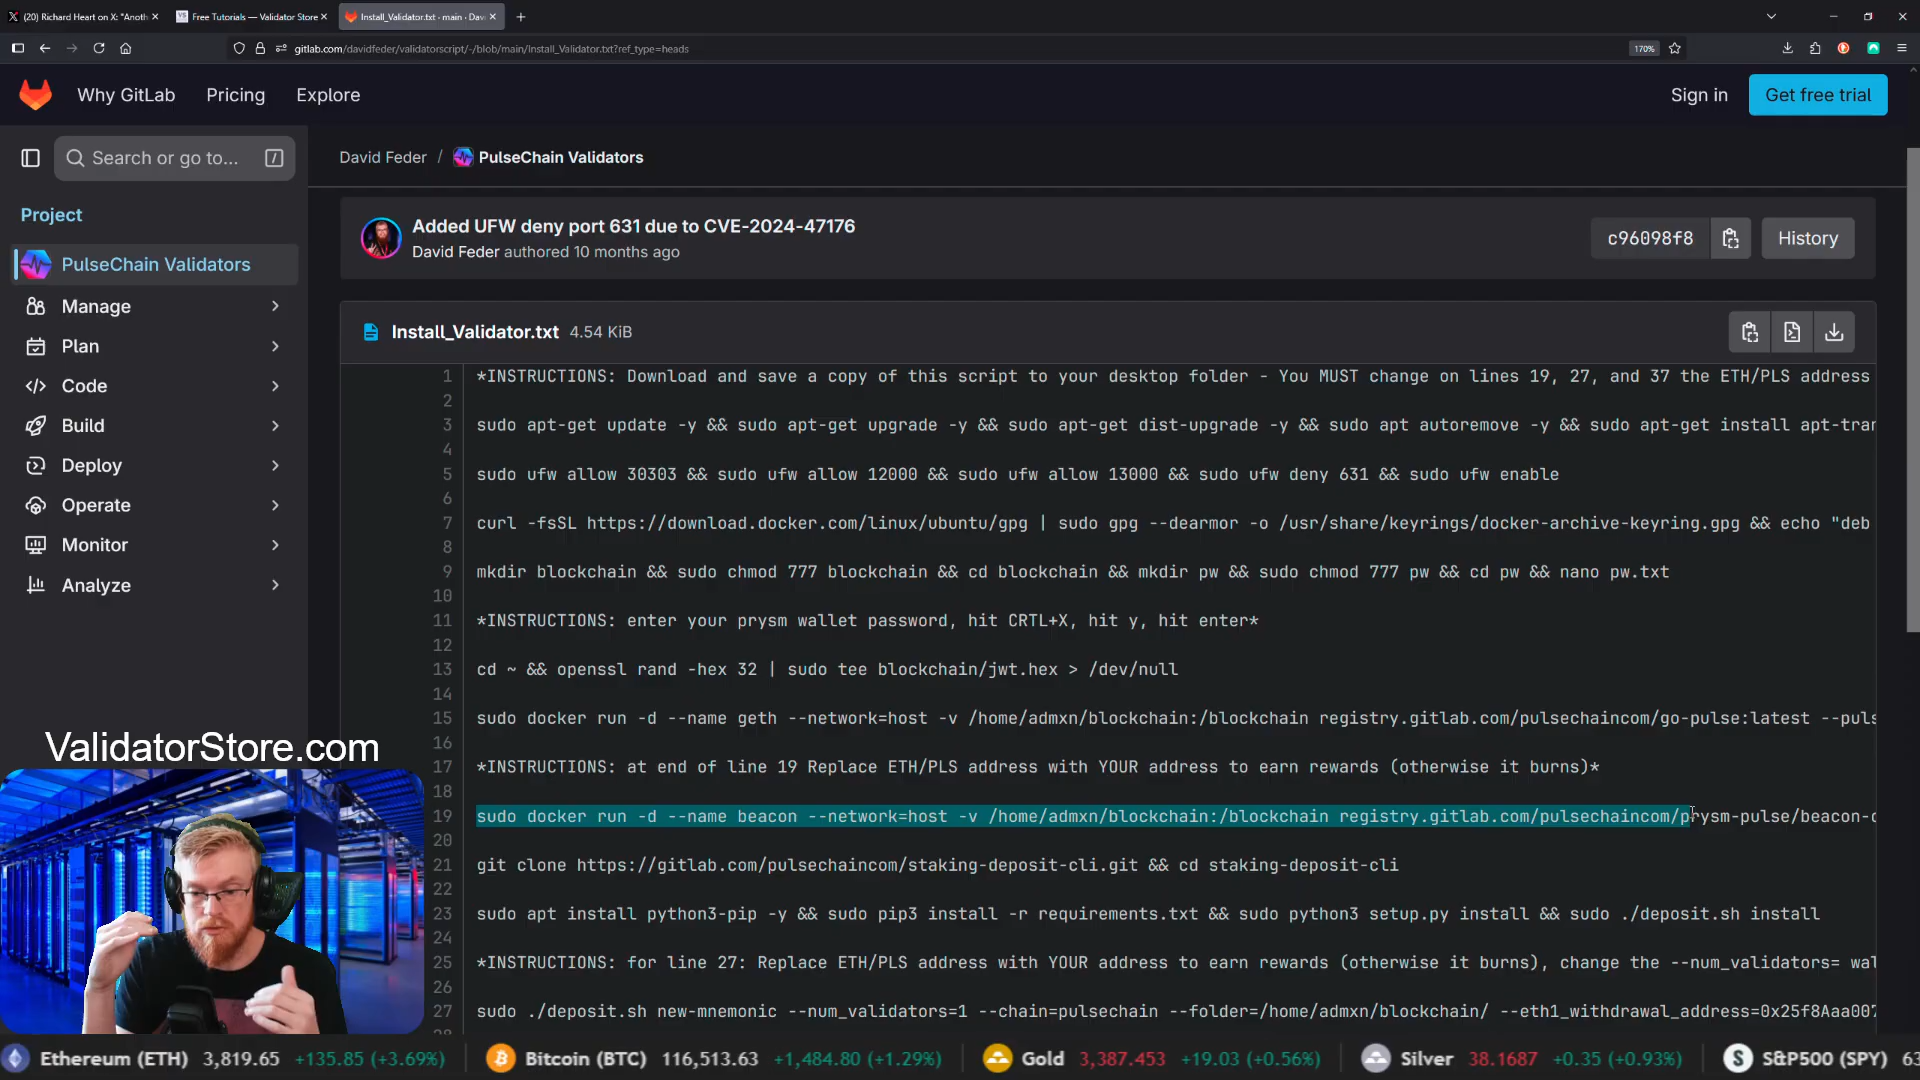 (20) Richard Heart on X: "Anoth
Free Tutorials — Validator Store
Install_Validator.txt · main · Dav
gitlab.com/davidfeder/validatorscript/-/blob/main/Install_Validator.txt?ref_type=heads
170%
Why GitLab
Pricing
Explore
Sign in
Get free trial
Search or go to...
/
David Feder / PulseChain Validators
Project
PulseChain Validators
Manage
Plan
Code
Build
Deploy
Operate
Monitor
Analyze
Added UFW deny port 631 due to CVE-2024-47176
David Feder authored 10 months ago
c96098f8
History
Install_Validator.txt 4.54 KiB
1 *INSTRUCTIONS: Download and save a copy of this script to your desktop folder - You MUST change on lines 19, 27, and 37 the ETH/PLS address
2
3 sudo apt-get update -y && sudo apt-get upgrade -y && sudo apt-get dist-upgrade -y && sudo apt autoremove -y && sudo apt-get install apt-tran
4
5 sudo ufw allow 30303 && sudo ufw allow 12000 && sudo ufw allow 13000 && sudo ufw deny 631 && sudo ufw enable
6
7 curl -fsSL https://download.docker.com/linux/ubuntu/gpg | sudo gpg --dearmor -o /usr/share/keyrings/docker-archive-keyring.gpg && echo "deb
8
9 mkdir blockchain && sudo chmod 777 blockchain && cd blockchain && mkdir pw && sudo chmod 777 pw && cd pw && nano pw.txt
10
11 *INSTRUCTIONS: enter your prysm wallet password, hit CRTL+X, hit y, hit enter*
12
13 cd ~ && openssl rand -hex 32 | sudo tee blockchain/jwt.hex > /dev/null
14
15 sudo docker run -d --name geth --network=host -v /home/admxn/blockchain:/blockchain registry.gitlab.com/pulsechaincom/go-pulse:latest --puls
16
17 *INSTRUCTIONS: at end of line 19 Replace ETH/PLS address with YOUR address to earn rewards (otherwise it burns)*
18
19 sudo docker run -d --name beacon --network=host -v /home/admxn/blockchain:/blockchain registry.gitlab.com/pulsechaincom/prysm-pulse/beacon-c
20
21 git clone https://gitlab.com/pulsechaincom/staking-deposit-cli.git && cd staking-deposit-cli
22
23 sudo apt install python3-pip -y && sudo pip3 install -r requirements.txt && sudo python3 setup.py install && sudo ./deposit.sh install
24
25 *INSTRUCTIONS: for line 27: Replace ETH/PLS address with YOUR address to earn rewards (otherwise it burns), change the --num_validators= wal
26
27 sudo ./deposit.sh new-mnemonic --num_validators=1 --chain=pulsechain --folder=/home/admxn/blockchain/ --eth1_withdrawal_address=0x25f8Aaa007
ValidatorStore.com
Ethereum (ETH) 3,819.65 +135.85 (+3.69%)
Bitcoin (BTC) 116,513.63 +1,484.80 (+1.29%)
Gold 3,387.453 +19.03 (+0.56%)
Silver 38.1687 +0.35 (+0.93%)
S&P500 (SPY) 63